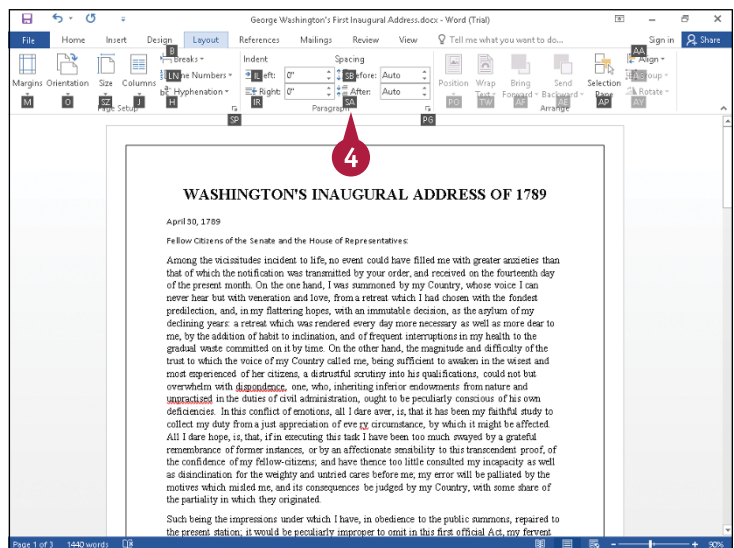 George Washington's First Inaugural Address.docx - Word (Trial)
File Home Insert Design Layout References Mailings Review View Tell me what you want to do... Sign in Share
B AA
Breaks Indent Spacing Align
LN ne Numbers IL eft: 0" SB efore: Auto AG oup
Margins Orientation Size Columns Hyphenation Right: 0" After: Auto Position Wrap Text Bring Forward Send Backward Selection Pane Rotate
M O SZ J H IR SA PO TW AF AE AP AY
Page Setup Paragraph Arrange
SP PG
4
WASHINGTON'S INAUGURAL ADDRESS OF 1789
April 30, 1789
Fellow Citizens of the Senate and the House of Representatives:
Among the vicissitudes incident to life, no event could have filled me with greater anxieties than
that of which the notification was transmitted by your order, and received on the fourteenth day
of the present month. On the one hand, I was summoned by my Country, whose voice I can
never hear but with veneration and love, from a retreat which I had chosen with the fondest
predilection, and, in my flattering hopes, with an immutable decision, as the asylum of my
declining years: a retreat which was rendered every day more necessary as well as more dear to
me, by the addition of habit to inclination, and of frequent interruptions in my health to the
gradual waste committed on it by time. On the other hand, the magnitude and difficulty of the
trust to which the voice of my Country called me, being sufficient to awaken in the wisest and
most experienced of her citizens, a distrustful scrutiny into his qualifications, could not but
overwhelm with dispondence, one, who, inheriting inferior endowments from nature and
unpractised in the duties of civil administration, ought to be peculiarly conscious of his own
deficiencies. In this conflict of emotions, all I dare aver, is, that it has been my faithful study to
collect my duty from a just appreciation of eve ry circumstance, by which it might be affected.
All I dare hope, is, that, if in executing this task I have been too much swayed by a grateful
remembrance of former instances, or by an affectionate sensibility to this transcendent proof, of
the confidence of my fellow-citizens; and have thence too little consulted my incapacity as well
as disinclination for the weighty and untried cares before me; my error will be palliated by the
motives which misled me, and its consequences be judged by my Country, with some share of
the partiality in which they originated.
Such being the impressions under which I have, in obedience to the public summons, repaired to
the present station; it would be peculiarly improper to omit in this first official Act, my fervent
Page 1 of 3 1440 words 90%